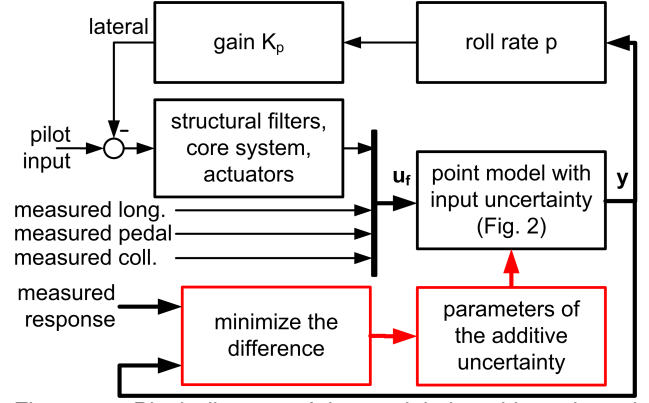 lateral
gain Kp
roll rate p
-
pilot
input
structural filters,
core system,
actuators
uf
point model with
input uncertainty
(Fig. 2)
y
measured long.
measured pedal
measured coll.
measured
response
minimize the
difference
parameters of
the additive
uncertainty